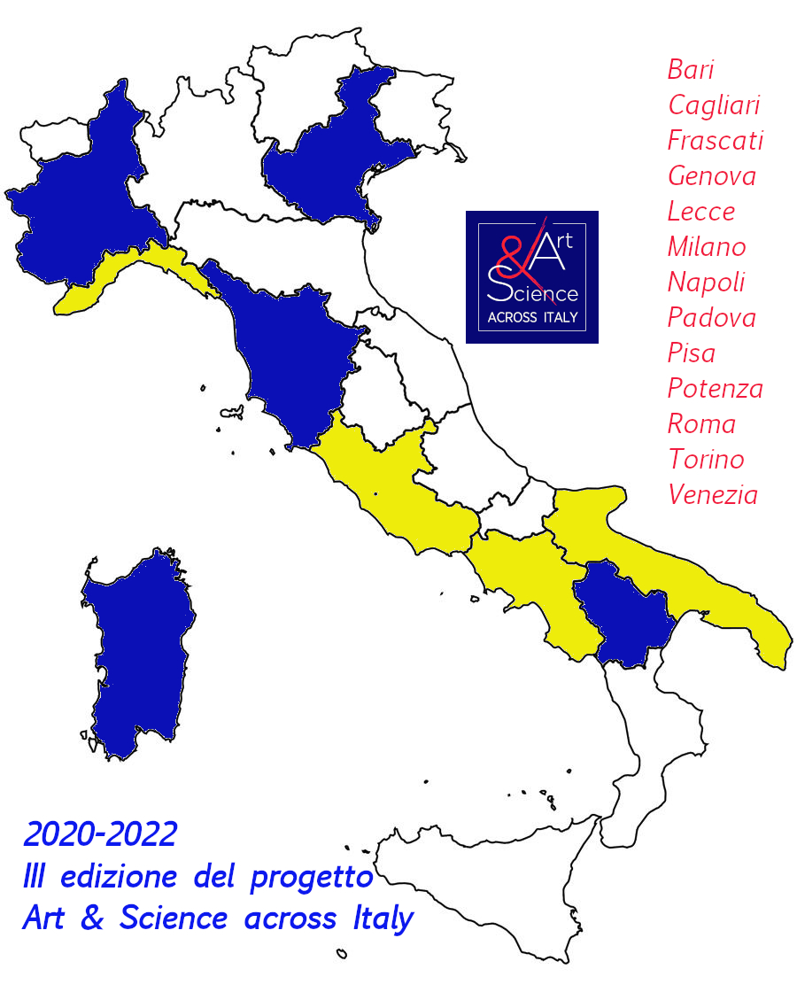 Bari
Cagliari
Frascati
Genova
Lecce
Milano
Napoli
Padova
Pisa
Potenza
Roma
Torino
Venezia
&Art
Science
ACROSS ITALY
2020-2022
III edizione del progetto
Art & Science across Italy